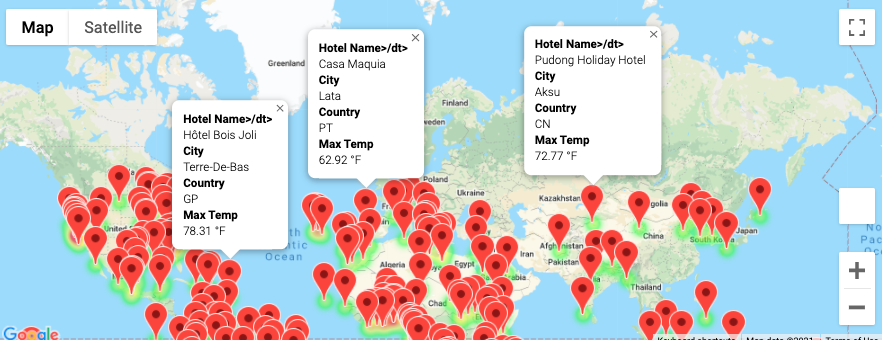 Map
Satellite
Greenland
Hotel Name>/dt>
Casa Maquia
City
Lata
Country
PT
Max Temp
62.92 °F
Hotel Name>/dt>
Pudong Holiday Hotel
City
Aksu
Country
CN
Max Temp
72.77 °F
Hotel Name>/dt>
Hôtel Bois Joli
City
Terre-De-Bas
Country
GP
Max Temp
78.31 °F
Finland
Poland
Ukraine
Kazakhstan
China
Japan
South Korea
Afghanistan
Pakistan
Algeria
Chad
Thailand
Ocean
Google
Keyboard shortcuts
Map data ©2021
Terms of Use